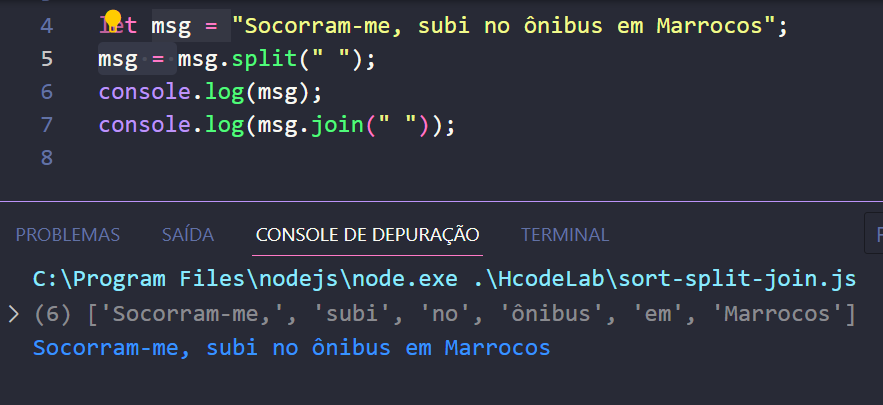 4 let msg = "Socorram-me, subi no ônibus em Marrocos";
5 msg = msg.split(" ");
6 console.log(msg);
7 console.log(msg.join(" "));
8
PROBLEMAS SAÍDA CONSOLE DE DEPURAÇÃO TERMINAL F
C:\Program Files\nodejs\node.exe .\HcodeLab\sort-split-join.js
> (6) ['Socorram-me,', 'subi', 'no', 'ônibus', 'em', 'Marrocos']
Socorram-me, subi no ônibus em Marrocos